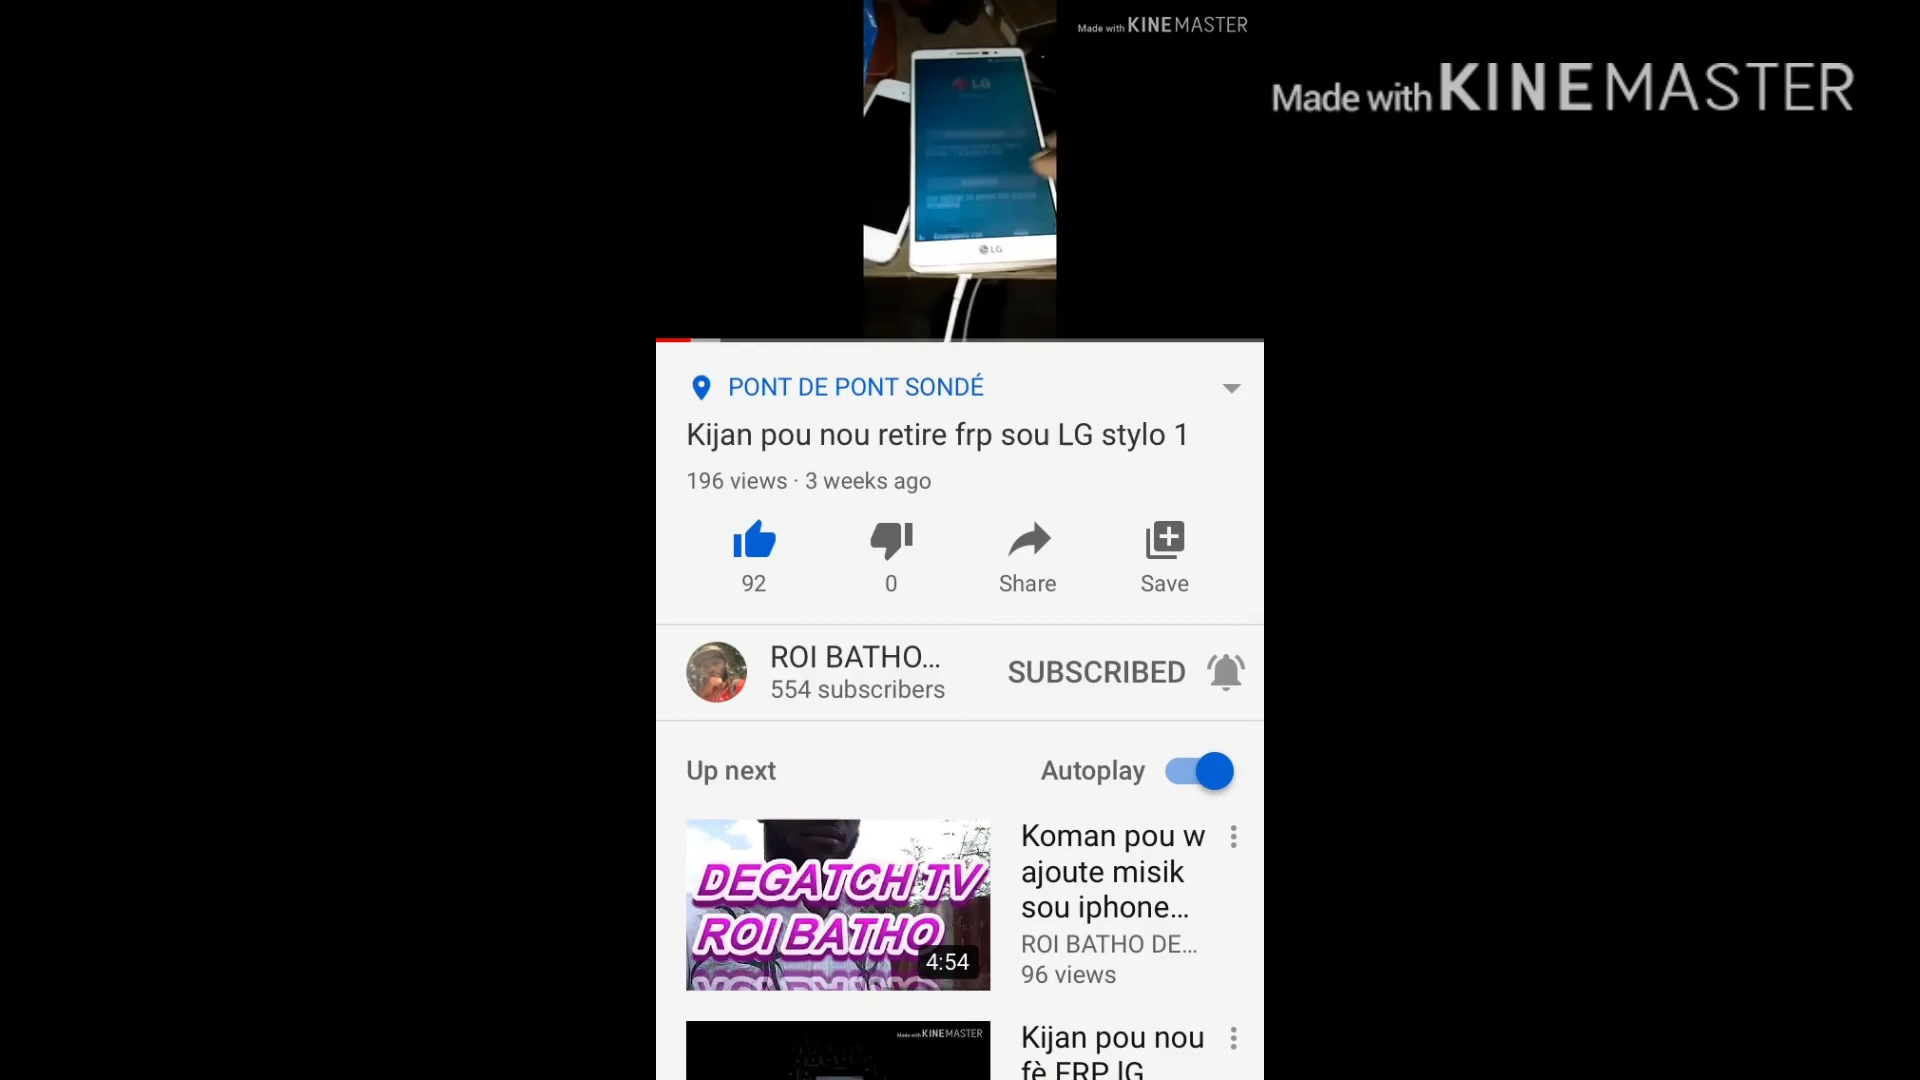 Made with KINEMASTER
Made with KINEMASTER
LG
LG
PONT DE PONT SONDÉ
Kijan pou nou retire frp sou LG stylo 1
196 views · 3 weeks ago
92
0
Share
Save
ROI BATHO...
554 subscribers
SUBSCRIBED
Up next
Autoplay
DEGATCH TV
ROI BATHO
4:54
Koman pou w
ajoute misik
sou iphone...
ROI BATHO DE...
96 views
Made with KINEMASTER
Kijan pou nou
fè FRP lG